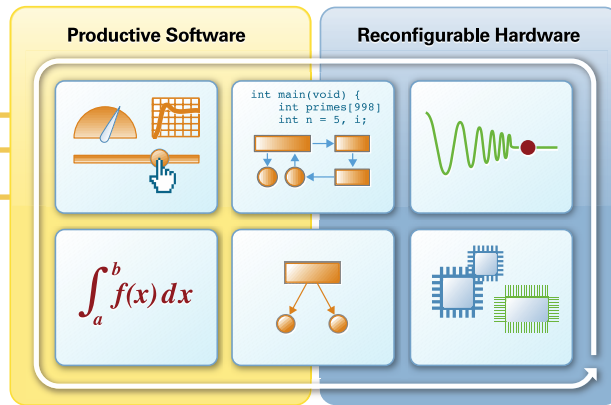 Productive Software
Reconfigurable Hardware
int main(void) {
int primes[998]
int n = 5, i;
∫ₐᵇ f(x) dx